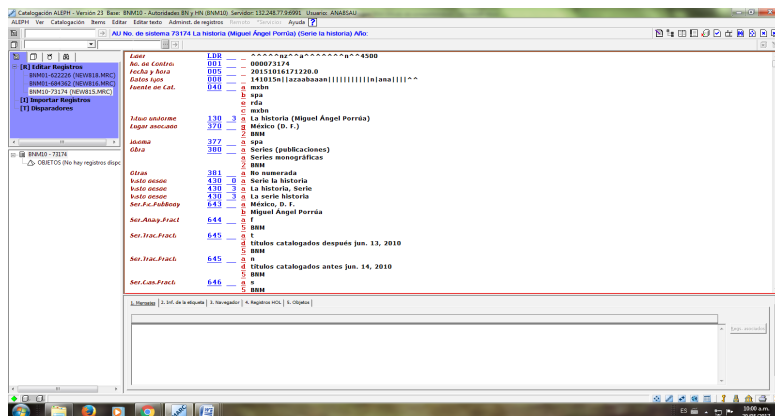 Catalogación ALEPH - Versión 23 Base: BNM10 - Autoridades BN y HN (BNM10) Servidor: 132.248.77.9:6991 Usuario: ANABSAU
ALEPH Ver Catalogación Ítems Editar Editar texto Administ. de registros Remoto "Servicios Ayuda ?
AU No. de sistema 73174 La historia (Miguel Ángel Porrúa) (Serie la historia) Año:
[R] Editar Registros
BNM01-622226 (NEW818.MRC)
BNM01-684362 (NEW816.MRC)
BNM10-73174 (NEW815.MRC)
[I] Importar Registros
[T] Disparadores
BNM10 - 73174
OBJETOS (No hay registros dispc
Lider LDR _ ^^^^^nz^^a^^^^^^^n^^4500
No. de Contro. 001 _ 000073174
Fecha y hora 005 _ 20151016171220.0
Datos fijos 008 _ 141015n||azaabaaan|||||||||||n|ana||||^^
Fuente de Cat. 040 a mxbn
b spa
e rda
c mxbn
Título uniforme 130 3 a La historia (Miguel Ángel Porrúa)
Lugar asociado 370 g México (D. F.)
2 BNM
Idioma 377 a spa
Obra 380 a Series (publicaciones)
a Series monográficas
2 BNM
Otras 381 a No numerada
Visto desde 430 0 a Serie la historia
Visto desde 430 3 a La historia, Serie
Visto desde 430 3 a La serie historia
Ser.Fc.PubBody 643 a México, D. F.
b Miguel Ángel Porrúa
Ser.Anag.Fract 644 a f
5 BNM
Ser.Trac.Fract. 645 a t
d títulos catalogados después jun. 13, 2010
5 BNM
Ser.Trac.Fract. 645 a n
d títulos catalogados antes jun. 14, 2010
5 BNM
Ser.Cas.Fract. 646 a s
5 BNM
1. Mensajes 2. Inf. de la etiqueta 3. Navegador 4. Registros HOL 5. Objetos
ES 10:00 a.m.